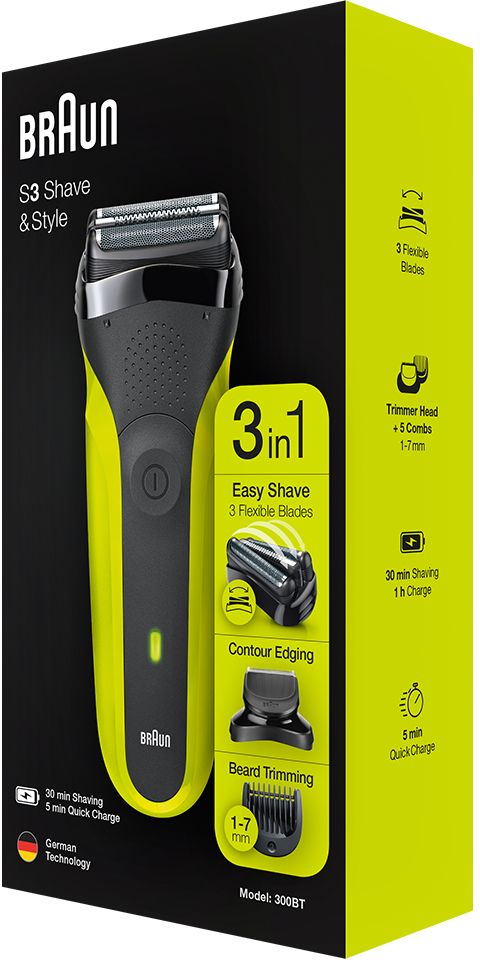 BRAUN
S3 Shave
& Style
3 in 1
Easy Shave
3 Flexible Blades
Contour Edging
Beard Trimming
1-7
mm
BRAUN
30 min Shaving
5 min Quick Charge
German
Technology
Model: 300BT
3 Flexible
Blades
Trimmer Head
+ 5 Combs
1-7 mm
30 min Shaving
1 h Charge
5 min
Quick Charge